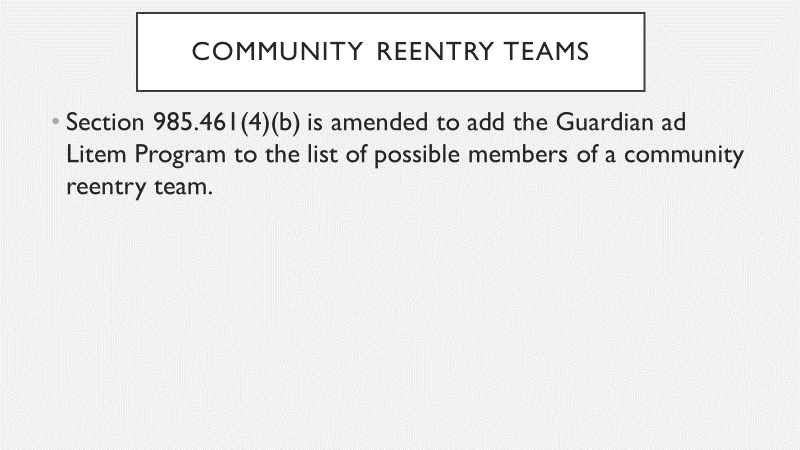 COMMUNITY REENTRY TEAMS
• Section 985.461(4)(b) is amended to add the Guardian ad
Litem Program to the list of possible members of a community
reentry team.